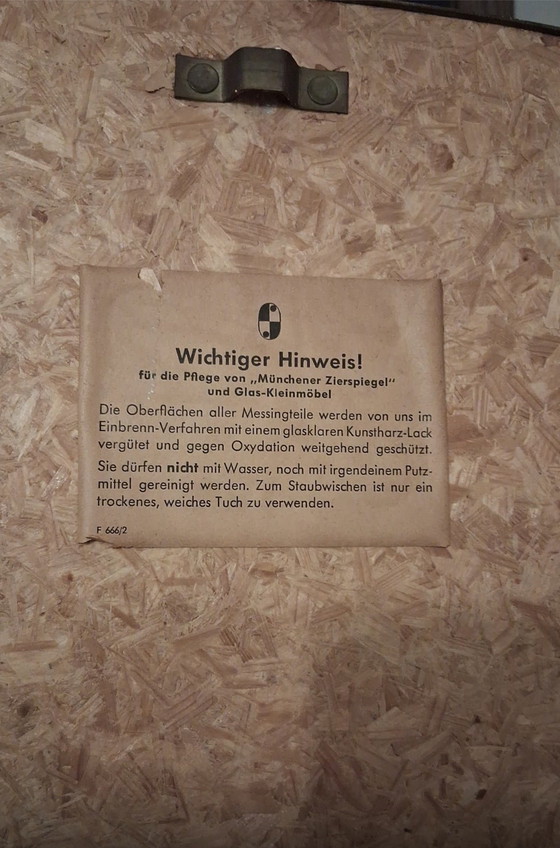 Wichtiger Hinweis!
für die Pflege von „Münchener Zierspiegel“
und Glas-Kleinmöbel
Die Oberflächen aller Messingteile werden von uns im
Einbrenn-Verfahren mit einem glasklaren Kunstharz-Lack
vergütet und gegen Oxydation weitgehend geschützt.
Sie dürfen nicht mit Wasser, noch mit irgendeinem Putz-
mittel gereinigt werden. Zum Staubwischen ist nur ein
trockenes, weiches Tuch zu verwenden.
F 666/2